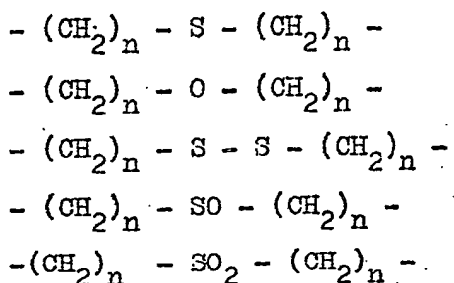 - (CH2)n - S - (CH2)n -
- (CH2)n - O - (CH2)n -
- (CH2)n - S - S - (CH2)n -
- (CH2)n - SO - (CH2)n -
-(CH2)n - SO2 - (CH2)n -